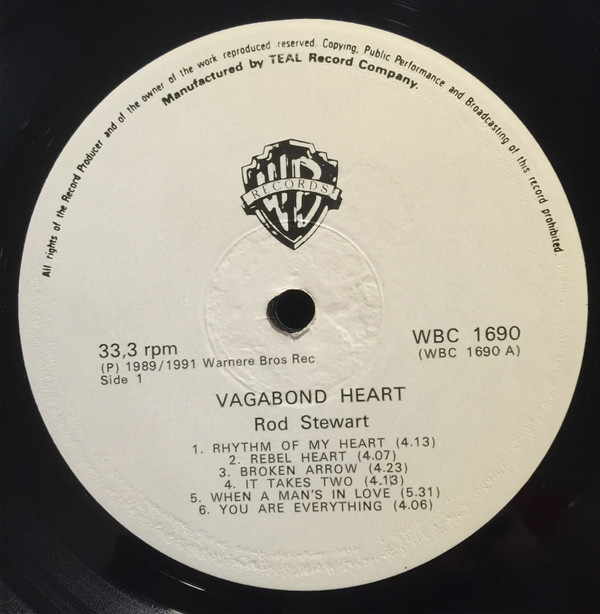 All rights of the Record Producer and of the owner of the work reproduced reserved. Copying, Public Performance and Broadcasting of this record prohibited.
Manufactured by TEAL Record Company.
WB
RECORDS
33,3 rpm
(P) 1989/1991 Warnere Bros Rec
Side 1
WBC 1690
(WBC 1690 A)
VAGABOND HEART
Rod Stewart
1. RHYTHM OF MY HEART (4.13)
2. REBEL HEART (4.07)
3. BROKEN ARROW (4.23)
4. IT TAKES TWO (4.13)
5. WHEN A MAN'S IN LOVE (5.31)
6. YOU ARE EVERYTHING (4.06)